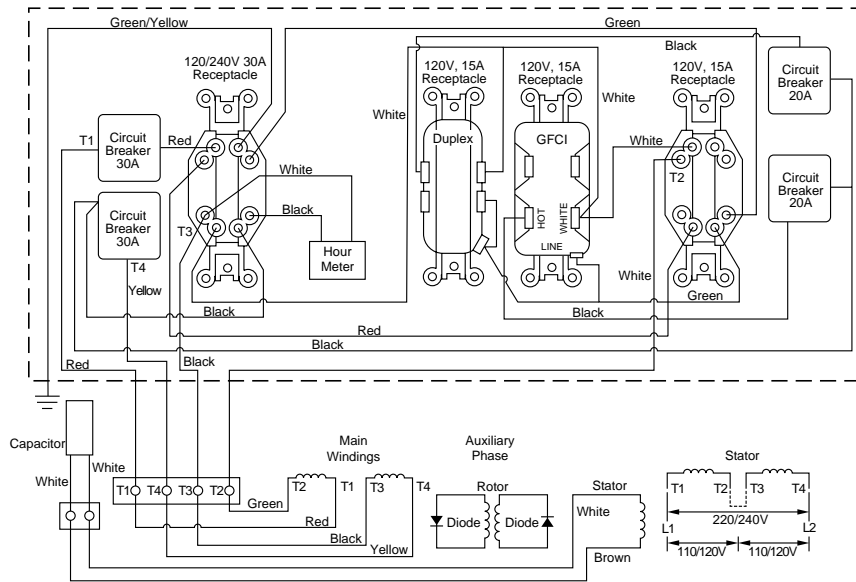 Green/Yellow
Green
Black
120/240V 30A
Receptacle
120V, 15A
Receptacle
120V, 15A
Receptacle
120V, 15A
Receptacle
Circuit
Breaker
20A
White
White
T1
Circuit
Breaker
30A
Red
Duplex
GFCI
White
T2
White
Circuit
Breaker
20A
Circuit
Breaker
30A
T3
Black
HOT
WHITE
LINE
Hour
Meter
T4
Yellow
White
Green
Black
Black
Red
Black
Red
Black
Capacitor
White
White
Main
Windings
Auxiliary
Phase
Stator
T1
T4
T3
T2
T2
T1
T3
T4
Rotor
Stator
T1
T2
T3
T4
Green
Diode
Diode
White
220/240V
Red
L1
L2
Black
Yellow
Brown
110/120V
110/120V